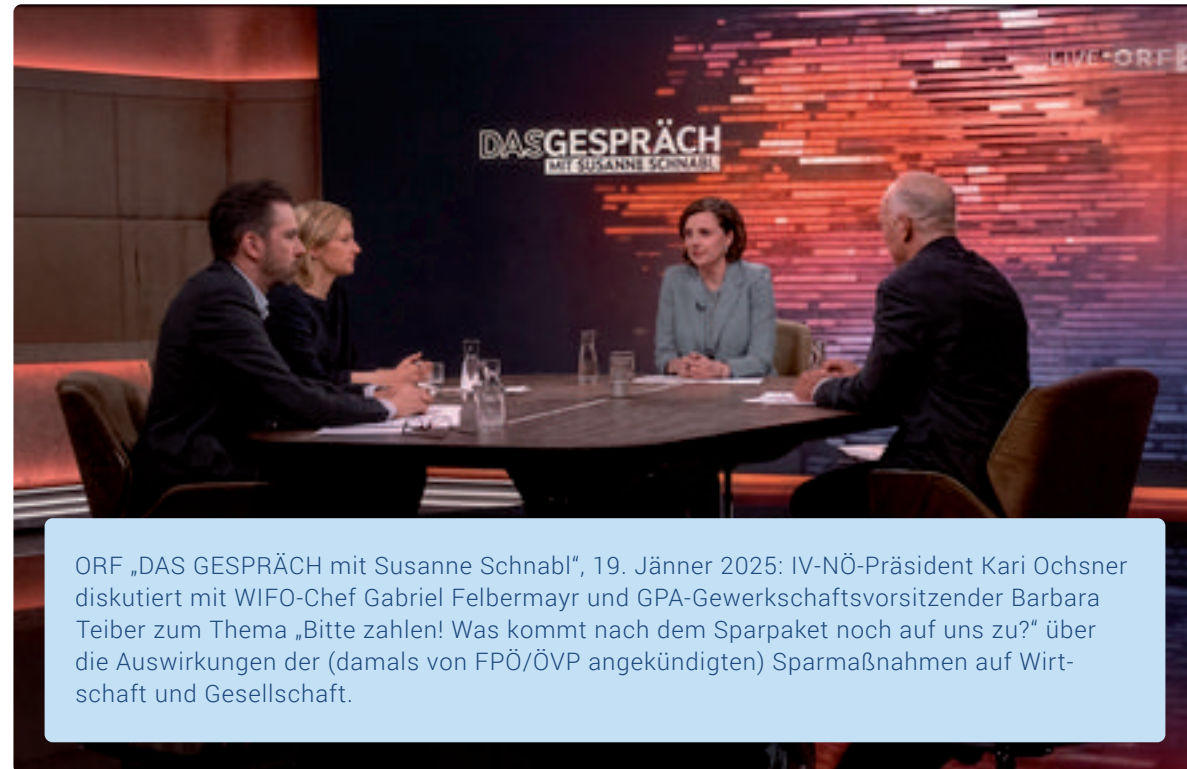 LIVE ORF 2
DAS GESPRÄCH
MIT SUSANNE SCHNABL
ORF „DAS GESPRÄCH mit Susanne Schnabl“, 19. Jänner 2025: IV-NÖ-Präsident Kari Ochsner
diskutiert mit WIFO-Chef Gabriel Felbermayr und GPA-Gewerkschaftsvorsitzender Barbara
Teiber zum Thema „Bitte zahlen! Was kommt nach dem Sparpaket noch auf uns zu?“ über
die Auswirkungen der (damals von FPÖ/ÖVP angekündigten) Sparmaßnahmen auf Wirt-
schaft und Gesellschaft.